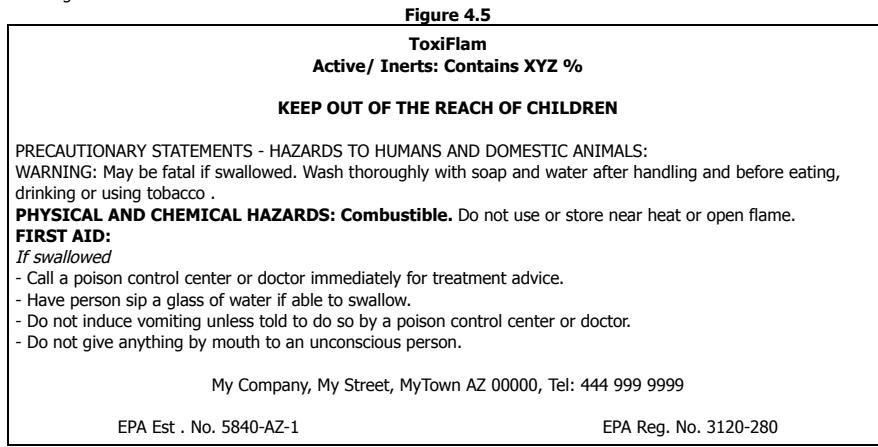 Figure 4.5
ToxiFlam
Active/ Inerts: Contains XYZ %
KEEP OUT OF THE REACH OF CHILDREN
PRECAUTIONARY STATEMENTS - HAZARDS TO HUMANS AND DOMESTIC ANIMALS:
WARNING: May be fatal if swallowed. Wash thoroughly with soap and water after handling and before eating,
drinking or using tobacco .
PHYSICAL AND CHEMICAL HAZARDS: Combustible. Do not use or store near heat or open flame.
FIRST AID:
If swallowed
- Call a poison control center or doctor immediately for treatment advice.
- Have person sip a glass of water if able to swallow.
- Do not induce vomiting unless told to do so by a poison control center or doctor.
- Do not give anything by mouth to an unconscious person.
My Company, My Street, MyTown AZ 00000, Tel: 444 999 9999
EPA Est . No. 5840-AZ-1 EPA Reg. No. 3120-280